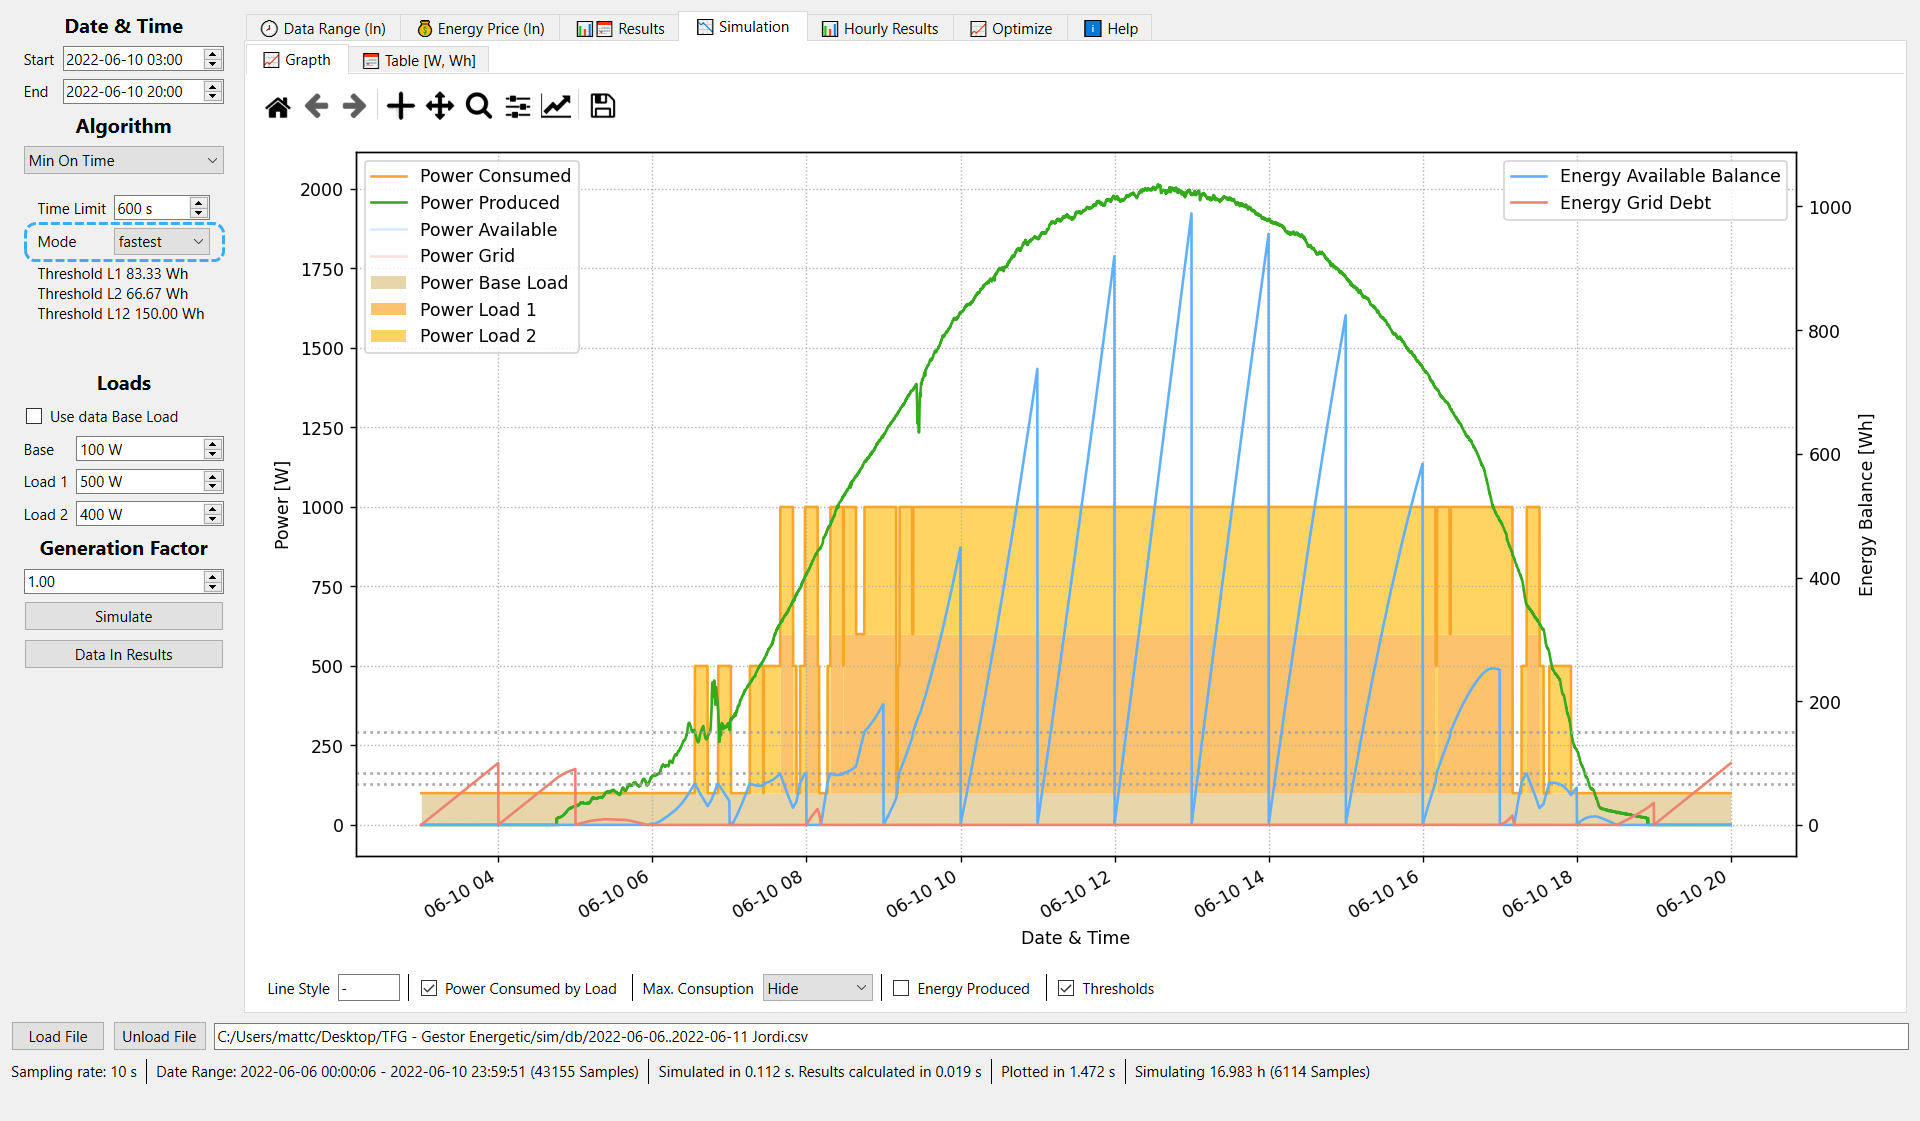 Date & Time
Start 2022-06-10 03:00
End 2022-06-10 20:00
Algorithm
Min On Time
Time Limit 600 s
Mode fastest
Threshold L1 83.33 Wh
Threshold L2 66.67 Wh
Threshold L12 150.00 Wh
Loads
Use data Base Load
Base 100 W
Load 1 500 W
Load 2 400 W
Generation Factor
1.00
Simulate
Data In Results
Data Range (In) Energy Price (In) Results Simulation Hourly Results Optimize Help
Graph Table [W, Wh]
Power Consumed
Power Produced
Power Available
Power Grid
Power Base Load
Power Load 1
Power Load 2
Energy Available Balance
Energy Grid Debt
Power [W]
2000
1750
1500
1250
1000
750
500
250
0
Energy Balance [Wh]
1000
800
600
400
200
0
06-10 04 06-10 06 06-10 08 06-10 10 06-10 12 06-10 14 06-10 16 06-10 18 06-10 20
Date & Time
Line Style - Power Consumed by Load Max. Consuption Hide Energy Produced Thresholds
Load File Unload File C:/Users/mattc/Desktop/TFG - Gestor Energetic/sim/db/2022-06-06..2022-06-11 Jordi.csv
Sampling rate: 10 s Date Range: 2022-06-06 00:00:06 - 2022-06-10 23:59:51 (43155 Samples) Simulated in 0.112 s. Results calculated in 0.019 s Plotted in 1.472 s Simulating 16.983 h (6114 Samples)